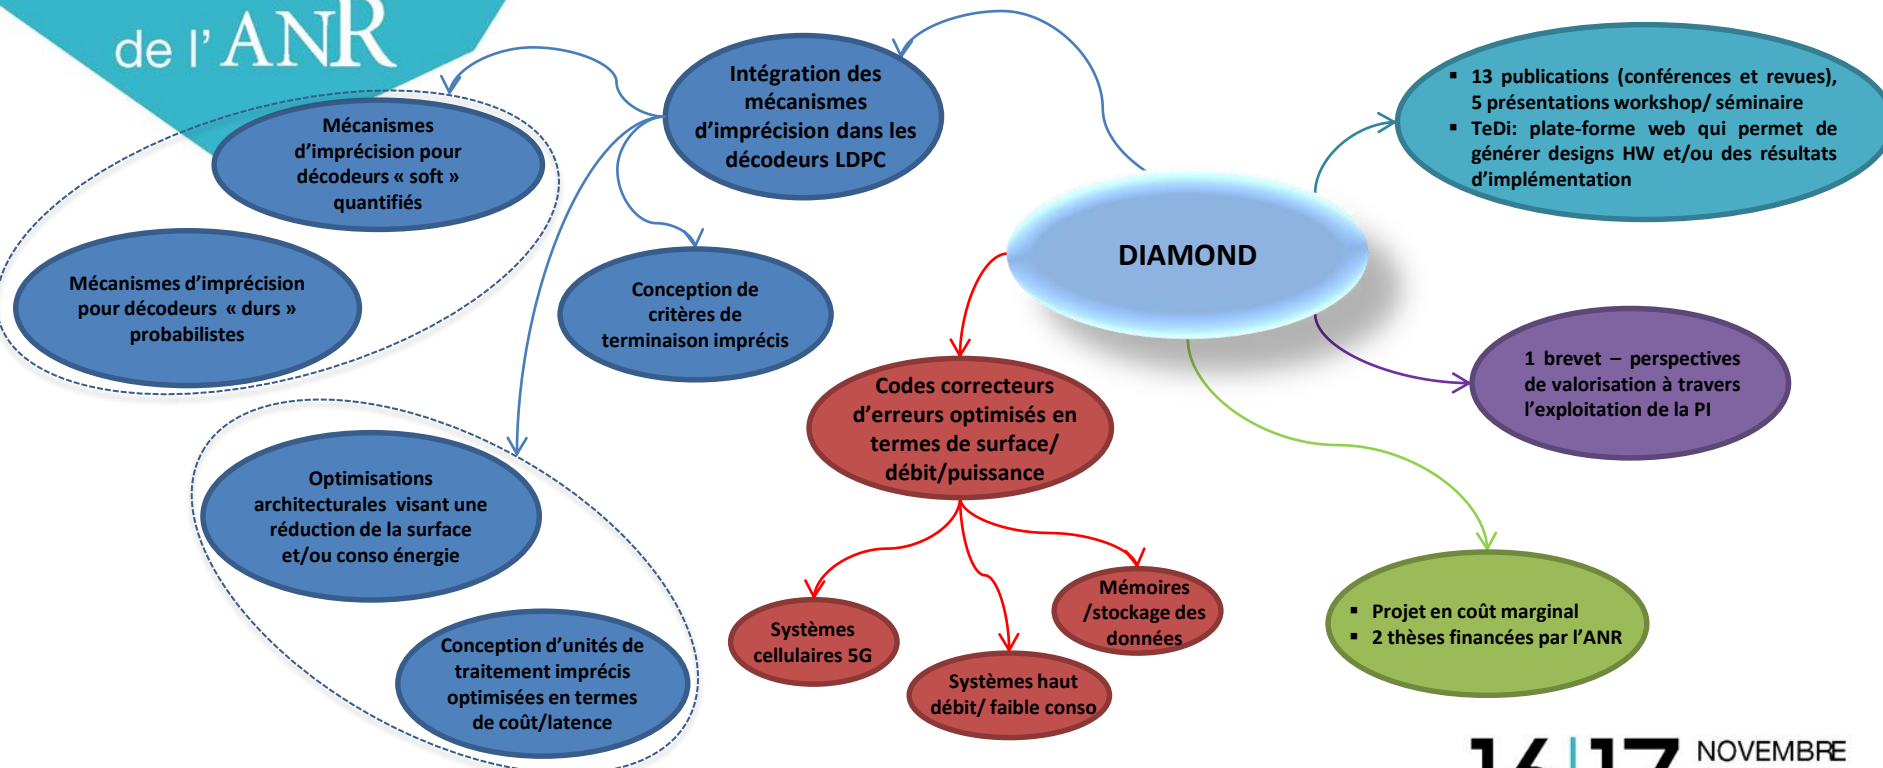 de l' ANR
Intégration des
mécanismes
d'imprécision dans les
décodeurs LDPC
Mécanismes
d'imprécision pour
décodeurs « soft »
quantifiés
Mécanismes d'imprécision
pour décodeurs « durs »
probabilistes
Conception de
critères de
terminaison imprécis
Optimisations
architecturales visant une
réduction de la surface
et/ou conso énergie
Conception d'unités de
traitement imprécis
optimisées en termes
de coût/latence
DIAMOND
Codes correcteurs
d'erreurs optimisés en
termes de surface/
débit/puissance
Systèmes
cellulaires 5G
Systèmes haut
débit/ faible conso
Mémoires
/stockage des
données
▪ 13 publications (conférences et revues),
5 présentations workshop/ séminaire
▪ TeDi: plate-forme web qui permet de
générer designs HW et/ou des résultats
d'implémentation
1 brevet – perspectives
de valorisation à travers
l'exploitation de la PI
▪ Projet en coût marginal
▪ 2 thèses financées par l'ANR
16|17 NOVEMBRE